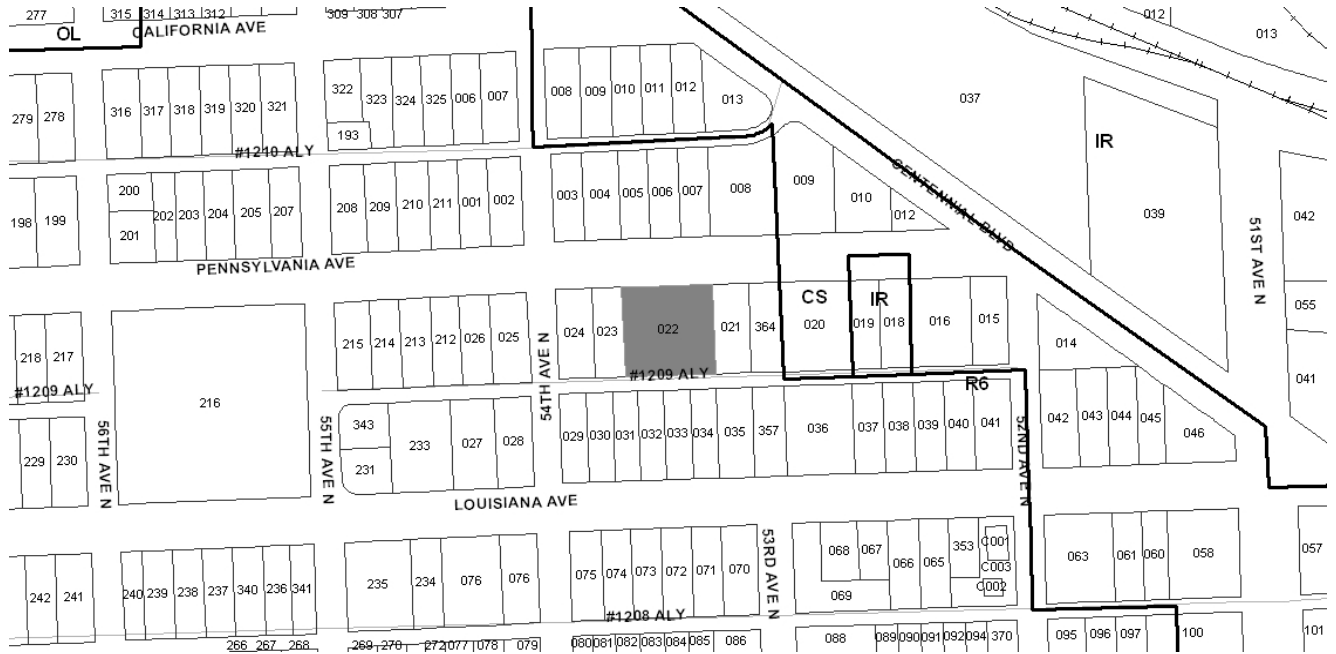 277
315 314 313 312
309 308 307
OL
CALIFORNIA AVE
012
013
279 278
316 317 318 319 320 321
322 323 324 325 006 007
193
008 009 010 011 012 013
037
IR
#1210 ALY
CENTENNIAL BLVD
198 199
200
201
202 203 204 205 207
208 209 210 211 001 002
003 004 005 006 007 008
009 010 012
039
51ST AVE N
042
055
041
PENNSYLVANIA AVE
CS
IR
218 217
216
215 214 213 212 026 025
54TH AVE N
024 023 022 021 364
020 019 018 016 015
014
#1209 ALY
#1209 ALY
R6
229 230
56TH AVE N
55TH AVE N
343
231
233 027 028
029 030 031 032 033 034 035 357 036 037 038 039 040 041
52ND AVE N
042 043 044 045 046
LOUISIANA AVE
242 241
240 239 238 237 340 236 341
235 234 076 076
075 074 073 072 071 070
53RD AVE N
068 067
069
066 065 353
C001
C003
C002
063 061 060 058
057
#1208 ALY
266 267 268
269 270 272 077 078 079
080 081 082 083 084 085 086
088 089 090 091 092 094 370
095 096 097 100
101